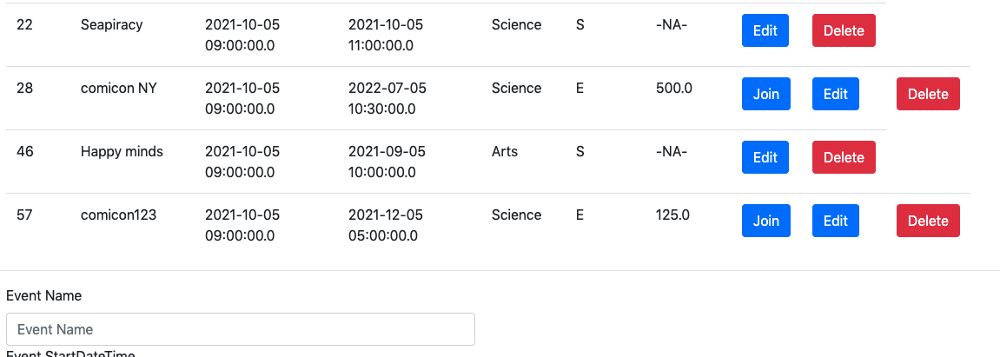 22 Seapiracy 2021-10-05 2021-10-05 Science S -NA- Edit Delete
09:00:00.0 11:00:00.0
28 comicon NY 2021-10-05 2022-07-05 Science E 500.0 Join Edit Delete
09:00:00.0 10:30:00.0
46 Happy minds 2021-10-05 2021-09-05 Arts S -NA- Edit Delete
09:00:00.0 10:00:00.0
57 comicon123 2021-10-05 2021-12-05 Science E 125.0 Join Edit Delete
09:00:00.0 05:00:00.0
Event Name
Event Name
Event StartDateTime